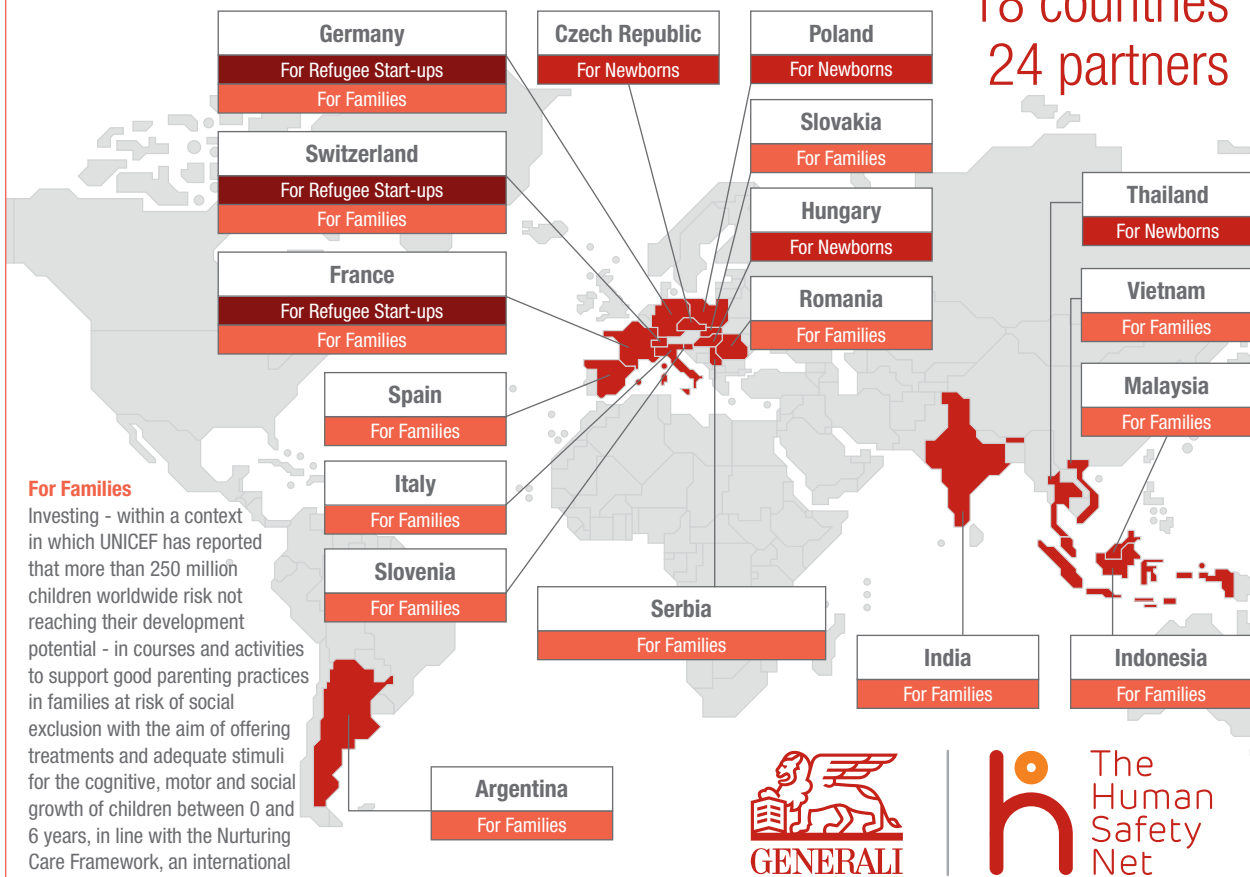 18 countries
24 partners
Germany
For Refugee Start-ups
For Families
Czech Republic
For Newborns
Poland
For Newborns
Slovakia
For Families
Switzerland
For Refugee Start-ups
For Families
Hungary
For Newborns
Thailand
For Newborns
France
For Refugee Start-ups
For Families
Romania
For Families
Vietnam
For Families
Spain
For Families
Malaysia
For Families
Italy
For Families
Slovenia
For Families
Serbia
For Families
India
For Families
Indonesia
For Families
Argentina
For Families
For Families
Investing - within a context
in which UNICEF has reported
that more than 250 million
children worldwide risk not
reaching their development
potential - in courses and activities
to support good parenting practices
in families at risk of social
exclusion with the aim of offering
treatments and adequate stimuli
for the cognitive, motor and social
growth of children between 0 and
6 years, in line with the Nurturing
Care Framework, an international
GENERALI
The
Human
Safety
Net